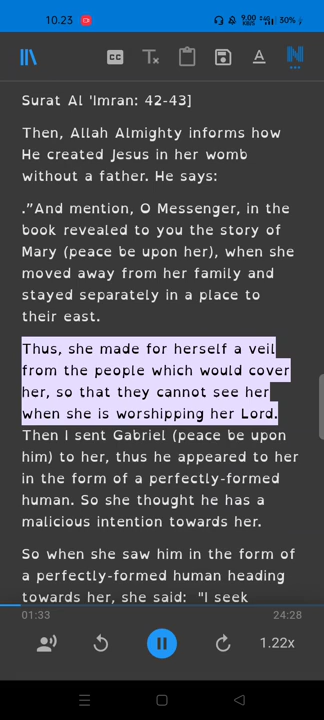 10.23
9.00 KB/S
30%
CC
Surat Al 'Imran: 42-43]
Then, Allah Almighty informs how
He created Jesus in her womb
without a father. He says:
."And mention, O Messenger, in the
book revealed to you the story of
Mary (peace be upon her), when she
moved away from her family and
stayed separately in a place to
their east.
Thus, she made for herself a veil
from the people which would cover
her, so that they cannot see her
when she is worshipping her Lord.
Then I sent Gabriel (peace be upon
him) to her, thus he appeared to her
in the form of a perfectly-formed
human. So she thought he has a
malicious intention towards her.
So when she saw him in the form of
a perfectly-formed human heading
towards her, she said: "I seek
01:33
24:28
1.22x